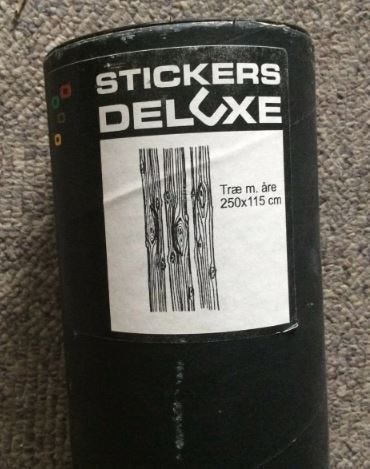 STICKERS
DELUXE
Træ m. åre
250x115 cm